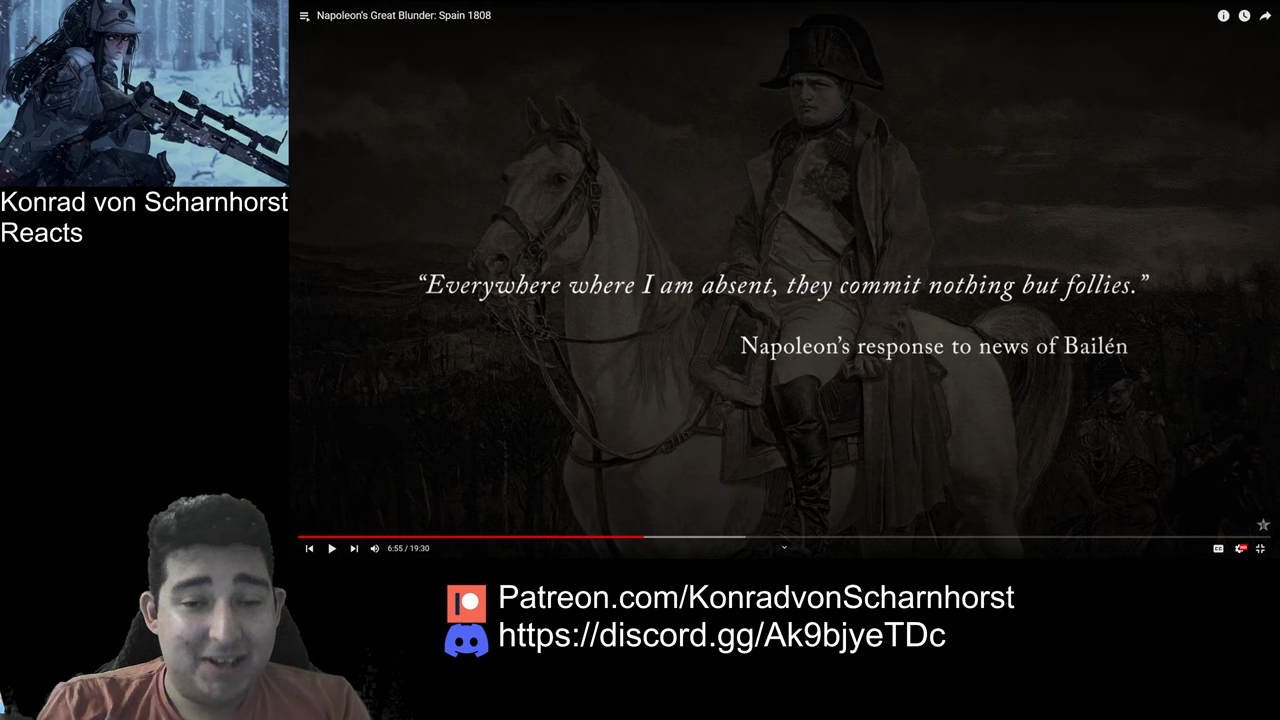 Napoleon's Great Blunder: Spain 1808
Konrad von Scharnhorst
Reacts
“Everywhere where I am absent, they commit nothing but follies.”
Napoleon’s response to news of Bailén
6:55 / 19:30
CC
Patreon.com/KonradvonScharnhorst
https://discord.gg/Ak9bjyeTDc